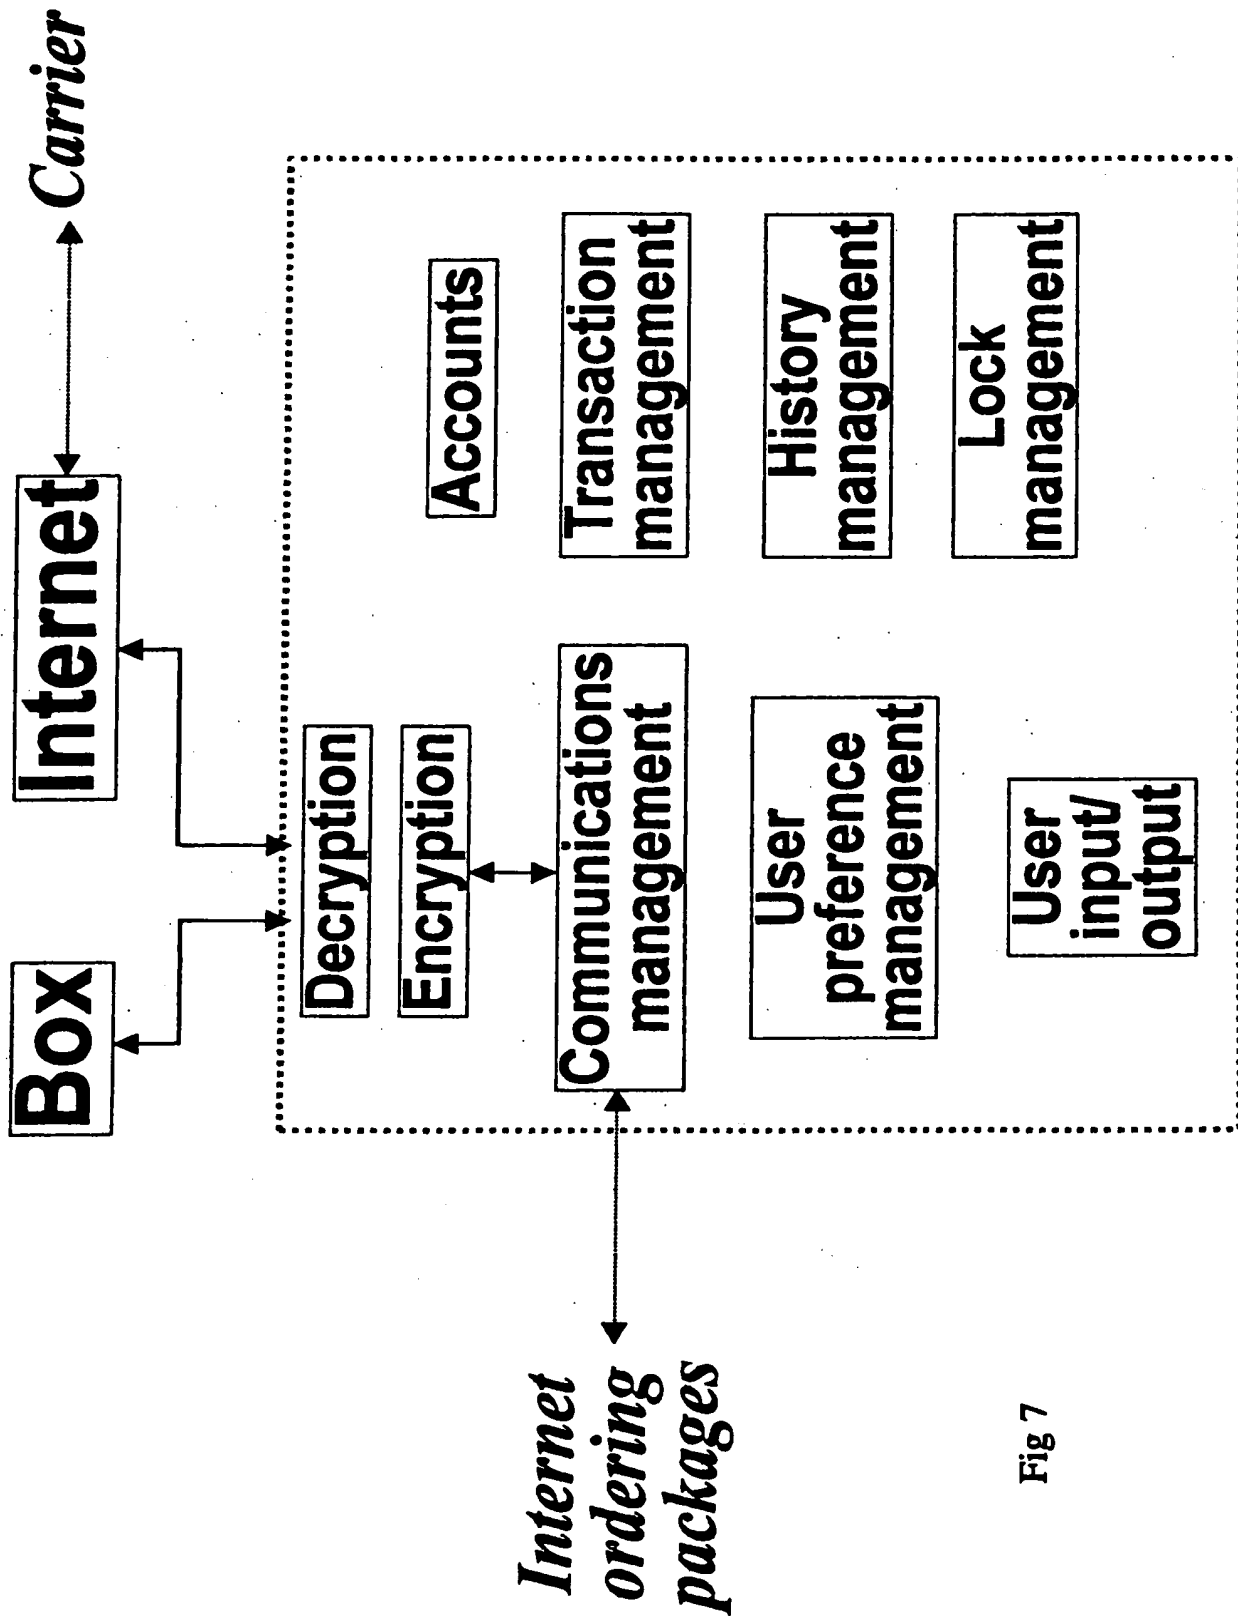 Box
Internet
Carrier
Decryption
Encryption
Accounts
Communications
management
Transaction
management
Internet
ordering
packages
User
preference
management
History
management
User
input/
output
Lock
management
Fig 7